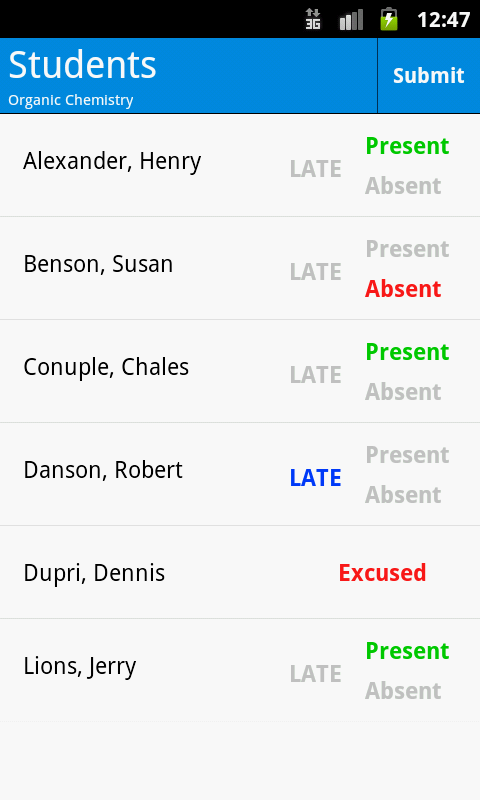 3G 12:47
Students
Submit
Organic Chemistry
Present
Alexander, Henry
LATE
Absent
Present
Benson, Susan
LATE
Absent
Present
Conuple, Chales
LATE
Absent
Present
Danson, Robert
LATE
Absent
Dupri, Dennis
Excused
Present
Lions, Jerry
LATE
Absent